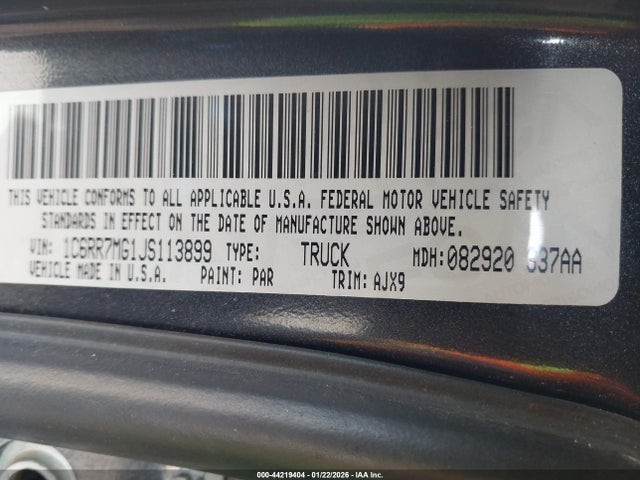 THIS VEHICLE CONFORMS TO ALL APPLICABLE U.S.A. FEDERAL MOTOR VEHICLE SAFETY
STANDARDS IN EFFECT ON THE DATE OF MANUFACTURE SHOWN ABOVE.
VIN: 1C6RR7MG1JS113899 TYPE: TRUCK MDH: 082920 
VEHICLE MADE IN U.S.A. PAINT: PAR TRIM: AJX9
000-44219404 - 01/22/2026 - IAA Inc.